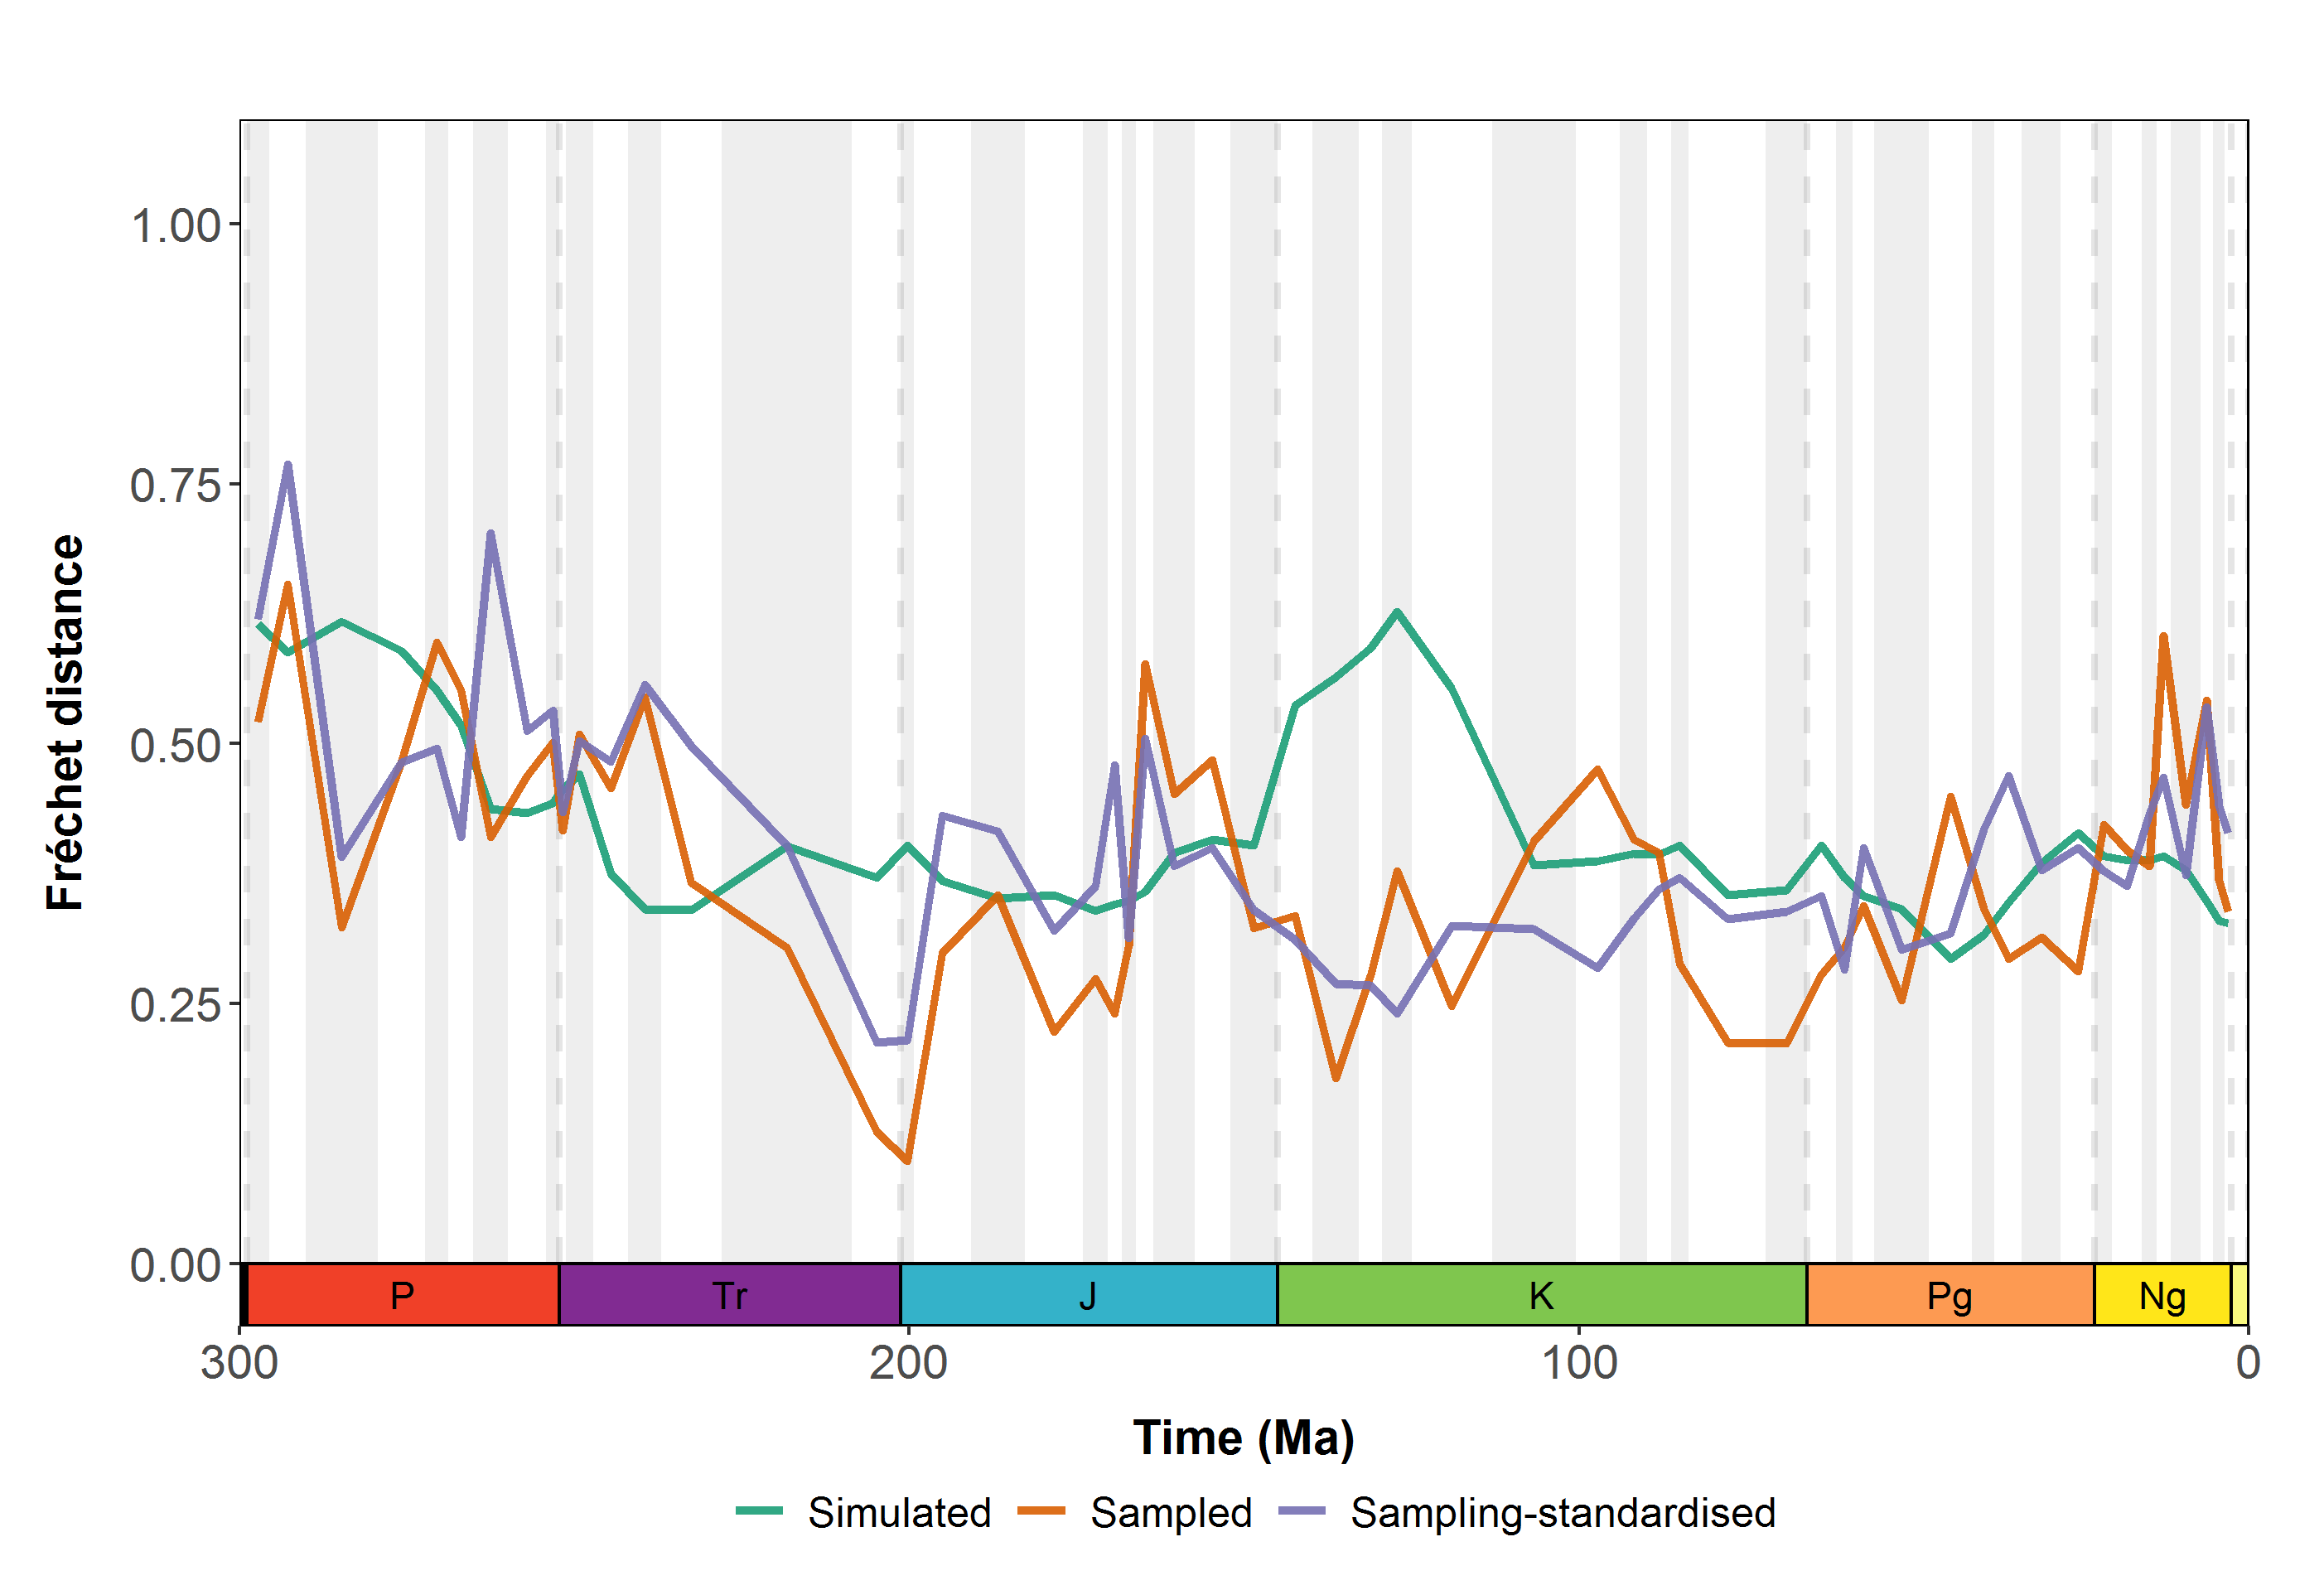 1.00
0.75
0.50
0.25
0.00
Fréchet distance
P Tr J K Pg Ng
300 200 100 0
Time (Ma)
Simulated Sampled Sampling-standardised